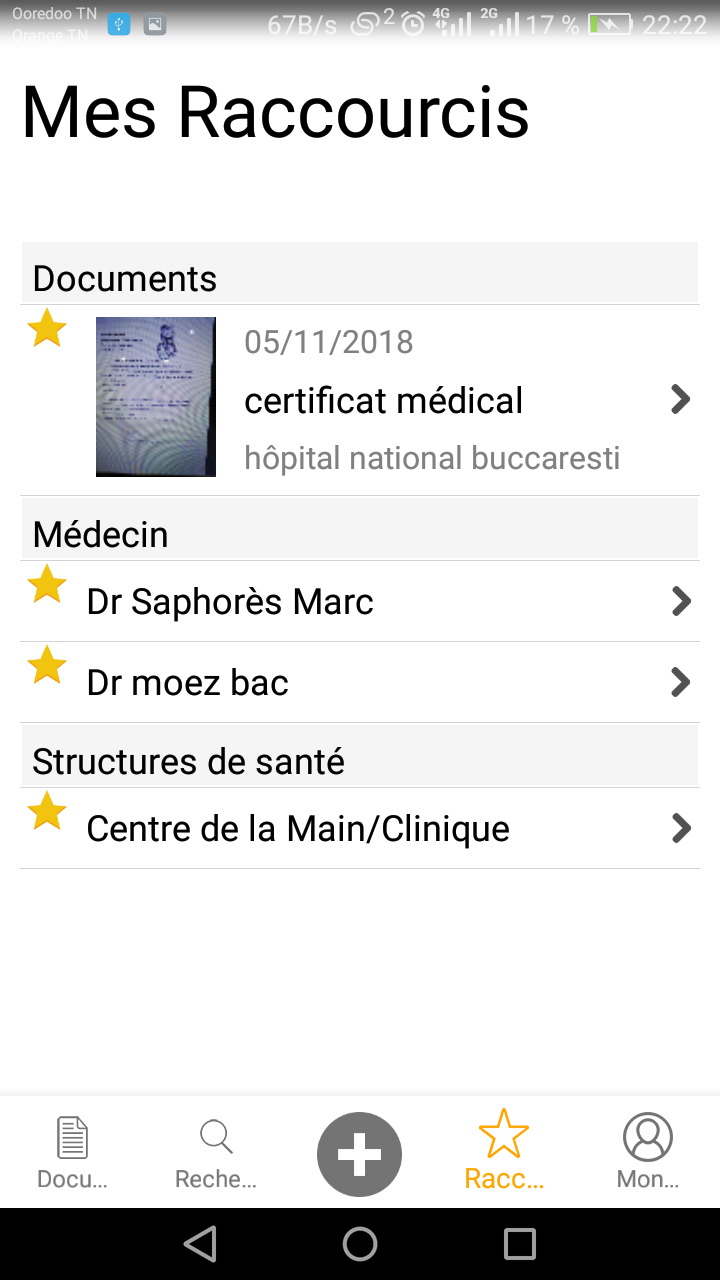 Ooredoo TN
Orange TN
67B/s 2 4G 2G 17 % 22:22
Mes Raccourcis
Documents
05/11/2018
certificat médical
hôpital national buccaresti
Médecin
Dr Saphorès Marc
Dr moez bac
Structures de santé
Centre de la Main/Clinique
Docu...
Reche...
Racc...
Mon...